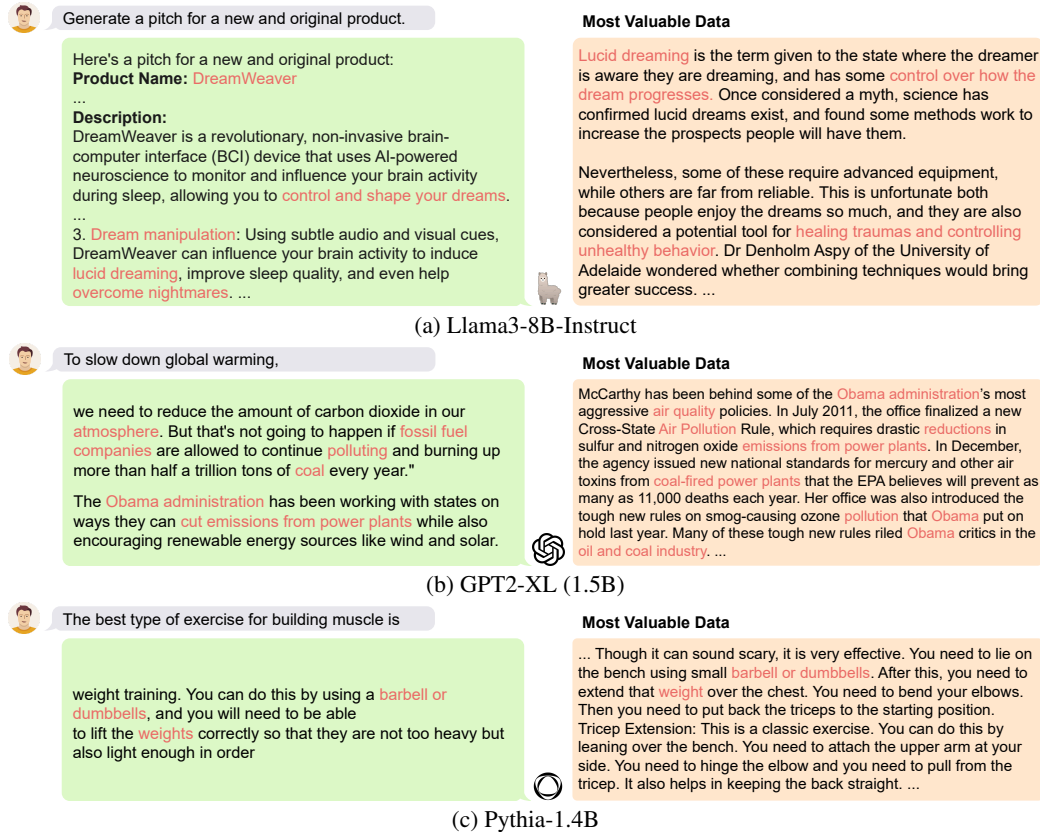 Generate a pitch for a new and original product.
Here's a pitch for a new and original product:
Product Name: DreamWeaver
...
Description:
DreamWeaver is a revolutionary, non-invasive brain-
computer interface (BCI) device that uses AI-powered
neuroscience to monitor and influence your brain activity
during sleep, allowing you to control and shape your dreams.
...
3. Dream manipulation: Using subtle audio and visual cues,
DreamWeaver can influence your brain activity to induce
lucid dreaming, improve sleep quality, and even help
overcome nightmares. ...
Most Valuable Data
Lucid dreaming is the term given to the state where the dreamer
is aware they are dreaming, and has some control over how the
dream progresses. Once considered a myth, science has
confirmed lucid dreams exist, and found some methods work to
increase the prospects people will have them.
Nevertheless, some of these require advanced equipment,
while others are far from reliable. This is unfortunate both
because people enjoy the dreams so much, and they are also
considered a potential tool for healing traumas and controlling
unhealthy behavior. Dr Denholm Aspy of the University of
Adelaide wondered whether combining techniques would bring
greater success. ...
(a) Llama3-8B-Instruct
To slow down global warming,
we need to reduce the amount of carbon dioxide in our
atmosphere. But that's not going to happen if fossil fuel
companies are allowed to continue polluting and burning up
more than half a trillion tons of coal every year."
The Obama administration has been working with states on
ways they can cut emissions from power plants while also
encouraging renewable energy sources like wind and solar.
Most Valuable Data
McCarthy has been behind some of the Obama administration's most
aggressive air quality policies. In July 2011, the office finalized a new
Cross-State Air Pollution Rule, which requires drastic reductions in
sulfur and nitrogen oxide emissions from power plants. In December,
the agency issued new national standards for mercury and other air
toxins from coal-fired power plants that the EPA believes will prevent as
many as 11,000 deaths each year. Her office was also introduced the
tough new rules on smog-causing ozone pollution that Obama put on
hold last year. Many of these tough new rules riled Obama critics in the
oil and coal industry. ...
(b) GPT2-XL (1.5B)
The best type of exercise for building muscle is
weight training. You can do this by using a barbell or
dumbbells, and you will need to be able
to lift the weights correctly so that they are not too heavy but
also light enough in order
Most Valuable Data
... Though it can sound scary, it is very effective. You need to lie on
the bench using small barbell or dumbbells. After this, you need to
extend that weight over the chest. You need to bend your elbows.
Then you need to put back the triceps to the starting position.
Tricep Extension: This is a classic exercise. You can do this by
leaning over the bench. You need to attach the upper arm at your
side. You need to hinge the elbow and you need to pull from the
tricep. It also helps in keeping the back straight. ...
(c) Pythia-1.4B